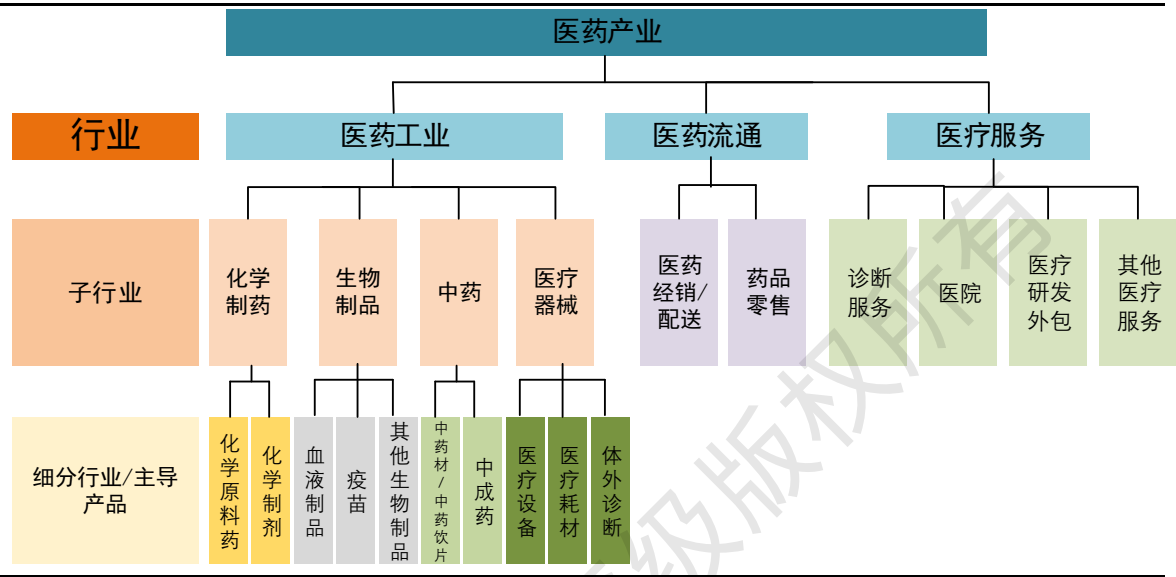 医药产业
行业
医药工业
医药流通
医疗服务
子行业
化学
制药
生物
制品
中药
医疗
器械
医药
经销/
配送
药品
零售
诊断
服务
医院
医疗
研发
外包
其他
医疗
服务
细分行业/主导
产品
化学原料药
化学制剂
血液制品
疫苗
其他生物制品
中药材/中药饮片
中成药
医疗设备
医疗耗材
体外诊断
级版权所有